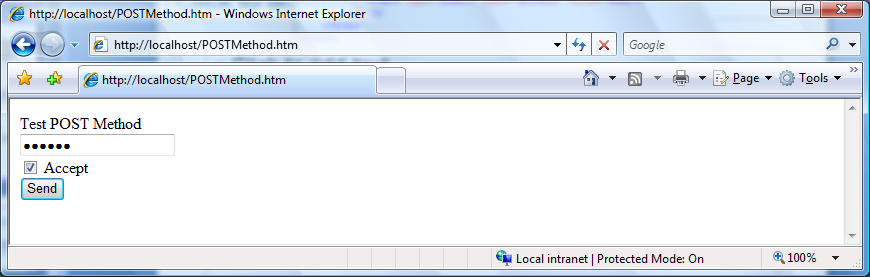 http://localhost/POSTMethod.htm - Windows Internet Explorer
http://localhost/POSTMethod.htm
Google
http://localhost/POSTMethod.htm
Page
Tools
Test POST Method
••••••
Accept
Send
Local intranet | Protected Mode: On
100%